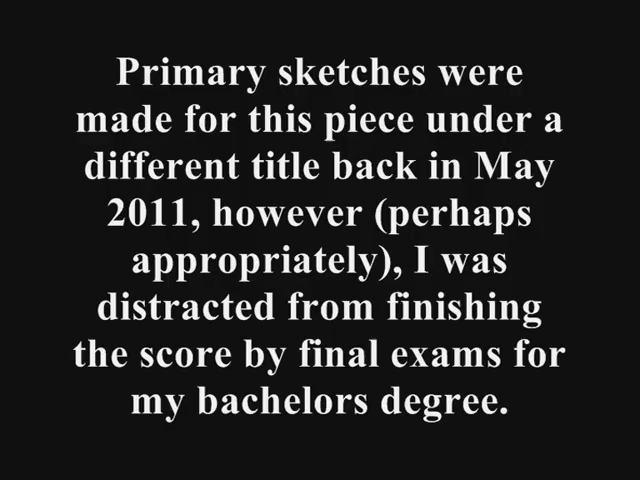 Primary sketches were
made for this piece under a
different title back in May
2011, however (perhaps
appropriately), I was
distracted from finishing
the score by final exams for
my bachelors degree.